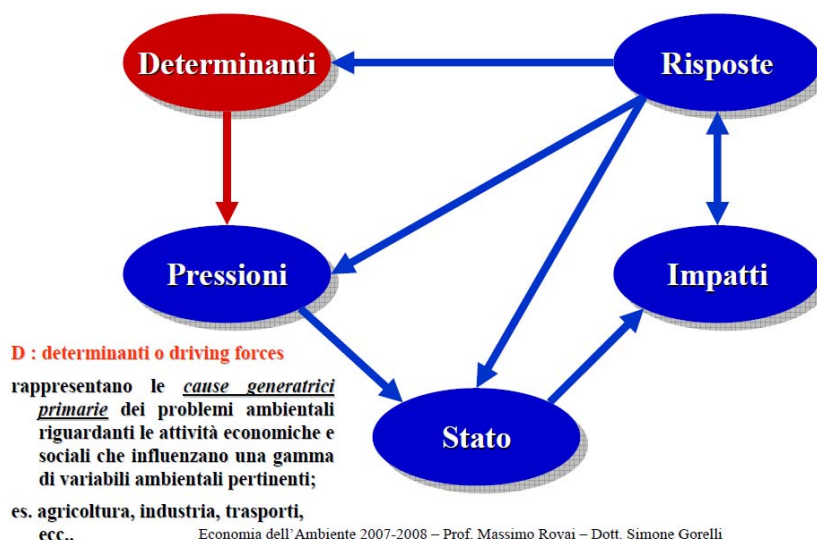 Determinanti
Risposte
Pressioni
Impatti
Stato
D : determinanti o driving forces
rappresentano le cause generatrici
primarie dei problemi ambientali
riguardanti le attività economiche e
sociali che influenzano una gamma
di variabili ambientali pertinenti;
es. agricoltura, industria, trasporti,
ecc..
Economia dell'Ambiente 2007-2008 – Prof. Massimo Rovai – Dott. Simone Gorelli